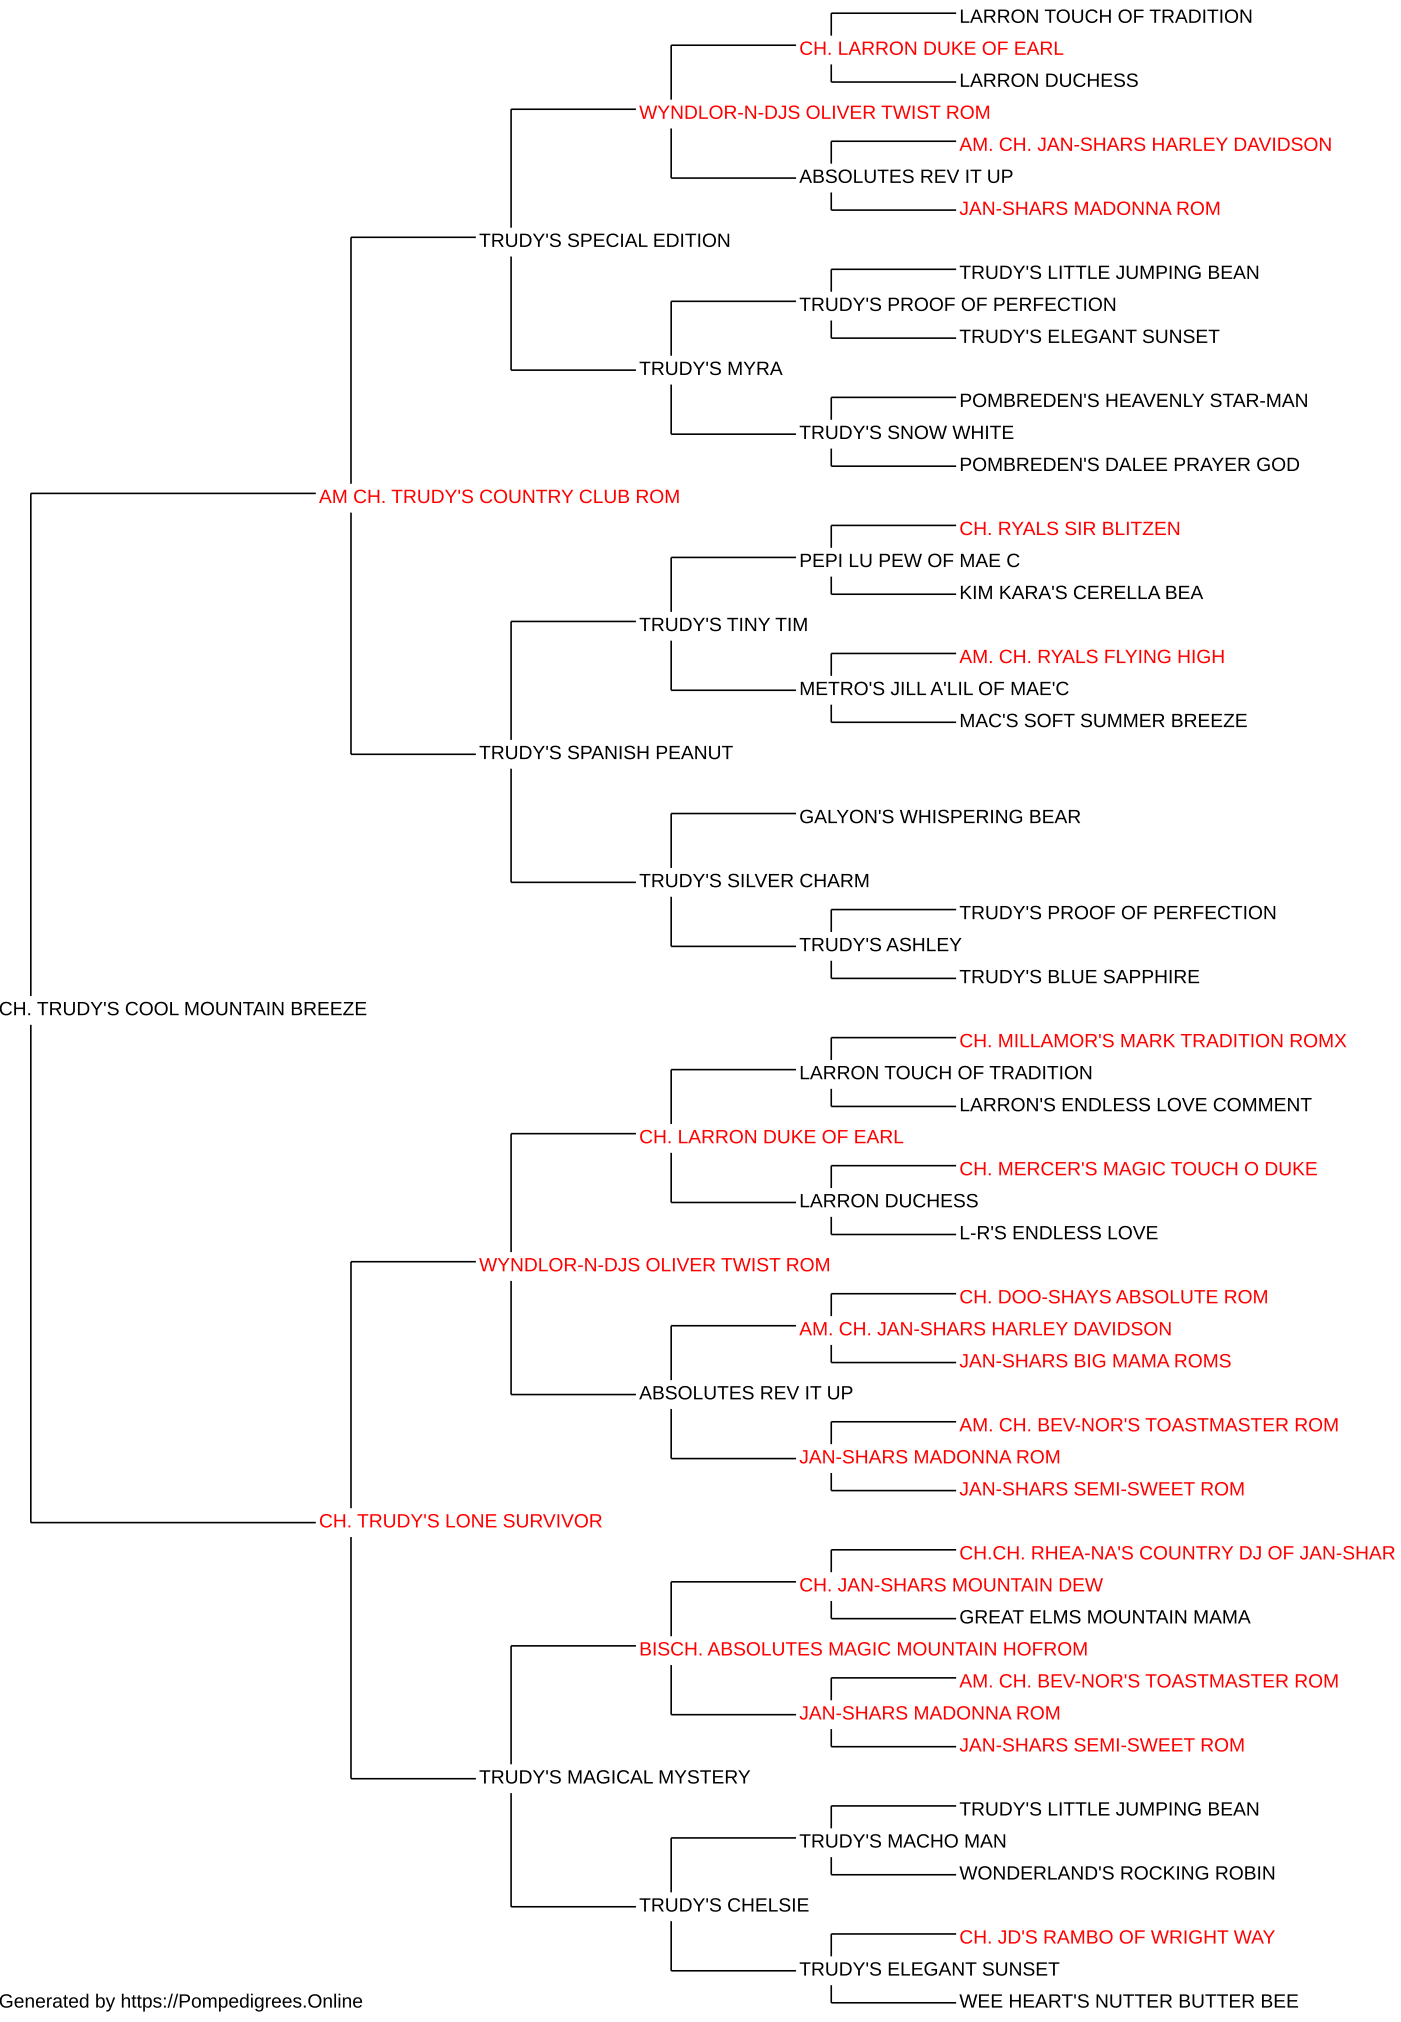 LARRON TOUCH OF TRADITION
CH. LARRON DUKE OF EARL
LARRON DUCHESS
WYNDLOR-N-DJS OLIVER TWIST ROM
AM. CH. JAN-SHARS HARLEY DAVIDSON
ABSOLUTES REV IT UP
JAN-SHARS MADONNA ROM
TRUDY'S SPECIAL EDITION
TRUDY'S LITTLE JUMPING BEAN
TRUDY'S PROOF OF PERFECTION
TRUDY'S ELEGANT SUNSET
TRUDY'S MYRA
POMBREDEN'S HEAVENLY STAR-MAN
TRUDY'S SNOW WHITE
POMBREDEN'S DALEE PRAYER GOD
AM CH. TRUDY'S COUNTRY CLUB ROM
CH. RYALS SIR BLITZEN
PEPI LU PEW OF MAE C
KIM KARA'S CERELLA BEA
TRUDY'S TINY TIM
AM. CH. RYALS FLYING HIGH
METRO'S JILL A'LIL OF MAE'C
MAC'S SOFT SUMMER BREEZE
TRUDY'S SPANISH PEANUT
GALYON'S WHISPERING BEAR
TRUDY'S SILVER CHARM
TRUDY'S PROOF OF PERFECTION
TRUDY'S ASHLEY
TRUDY'S BLUE SAPPHIRE
CH. TRUDY'S COOL MOUNTAIN BREEZE
CH. MILLAMOR'S MARK TRADITION ROMX
LARRON TOUCH OF TRADITION
LARRON'S ENDLESS LOVE COMMENT
CH. LARRON DUKE OF EARL
CH. MERCER'S MAGIC TOUCH O DUKE
LARRON DUCHESS
L-R'S ENDLESS LOVE
WYNDLOR-N-DJS OLIVER TWIST ROM
CH. DOO-SHAYS ABSOLUTE ROM
AM. CH. JAN-SHARS HARLEY DAVIDSON
JAN-SHARS BIG MAMA ROMS
ABSOLUTES REV IT UP
AM. CH. BEV-NOR'S TOASTMASTER ROM
JAN-SHARS MADONNA ROM
JAN-SHARS SEMI-SWEET ROM
CH. TRUDY'S LONE SURVIVOR
CH.CH. RHEA-NA'S COUNTRY DJ OF JAN-SHAR
CH. JAN-SHARS MOUNTAIN DEW
GREAT ELMS MOUNTAIN MAMA
BISCH. ABSOLUTES MAGIC MOUNTAIN HOFROM
AM. CH. BEV-NOR'S TOASTMASTER ROM
JAN-SHARS MADONNA ROM
JAN-SHARS SEMI-SWEET ROM
TRUDY'S MAGICAL MYSTERY
TRUDY'S LITTLE JUMPING BEAN
TRUDY'S MACHO MAN
WONDERLAND'S ROCKING ROBIN
TRUDY'S CHELSIE
CH. JD'S RAMBO OF WRIGHT WAY
TRUDY'S ELEGANT SUNSET
WEE HEART'S NUTTER BUTTER BEE
Generated by https://Pompedigrees.Online